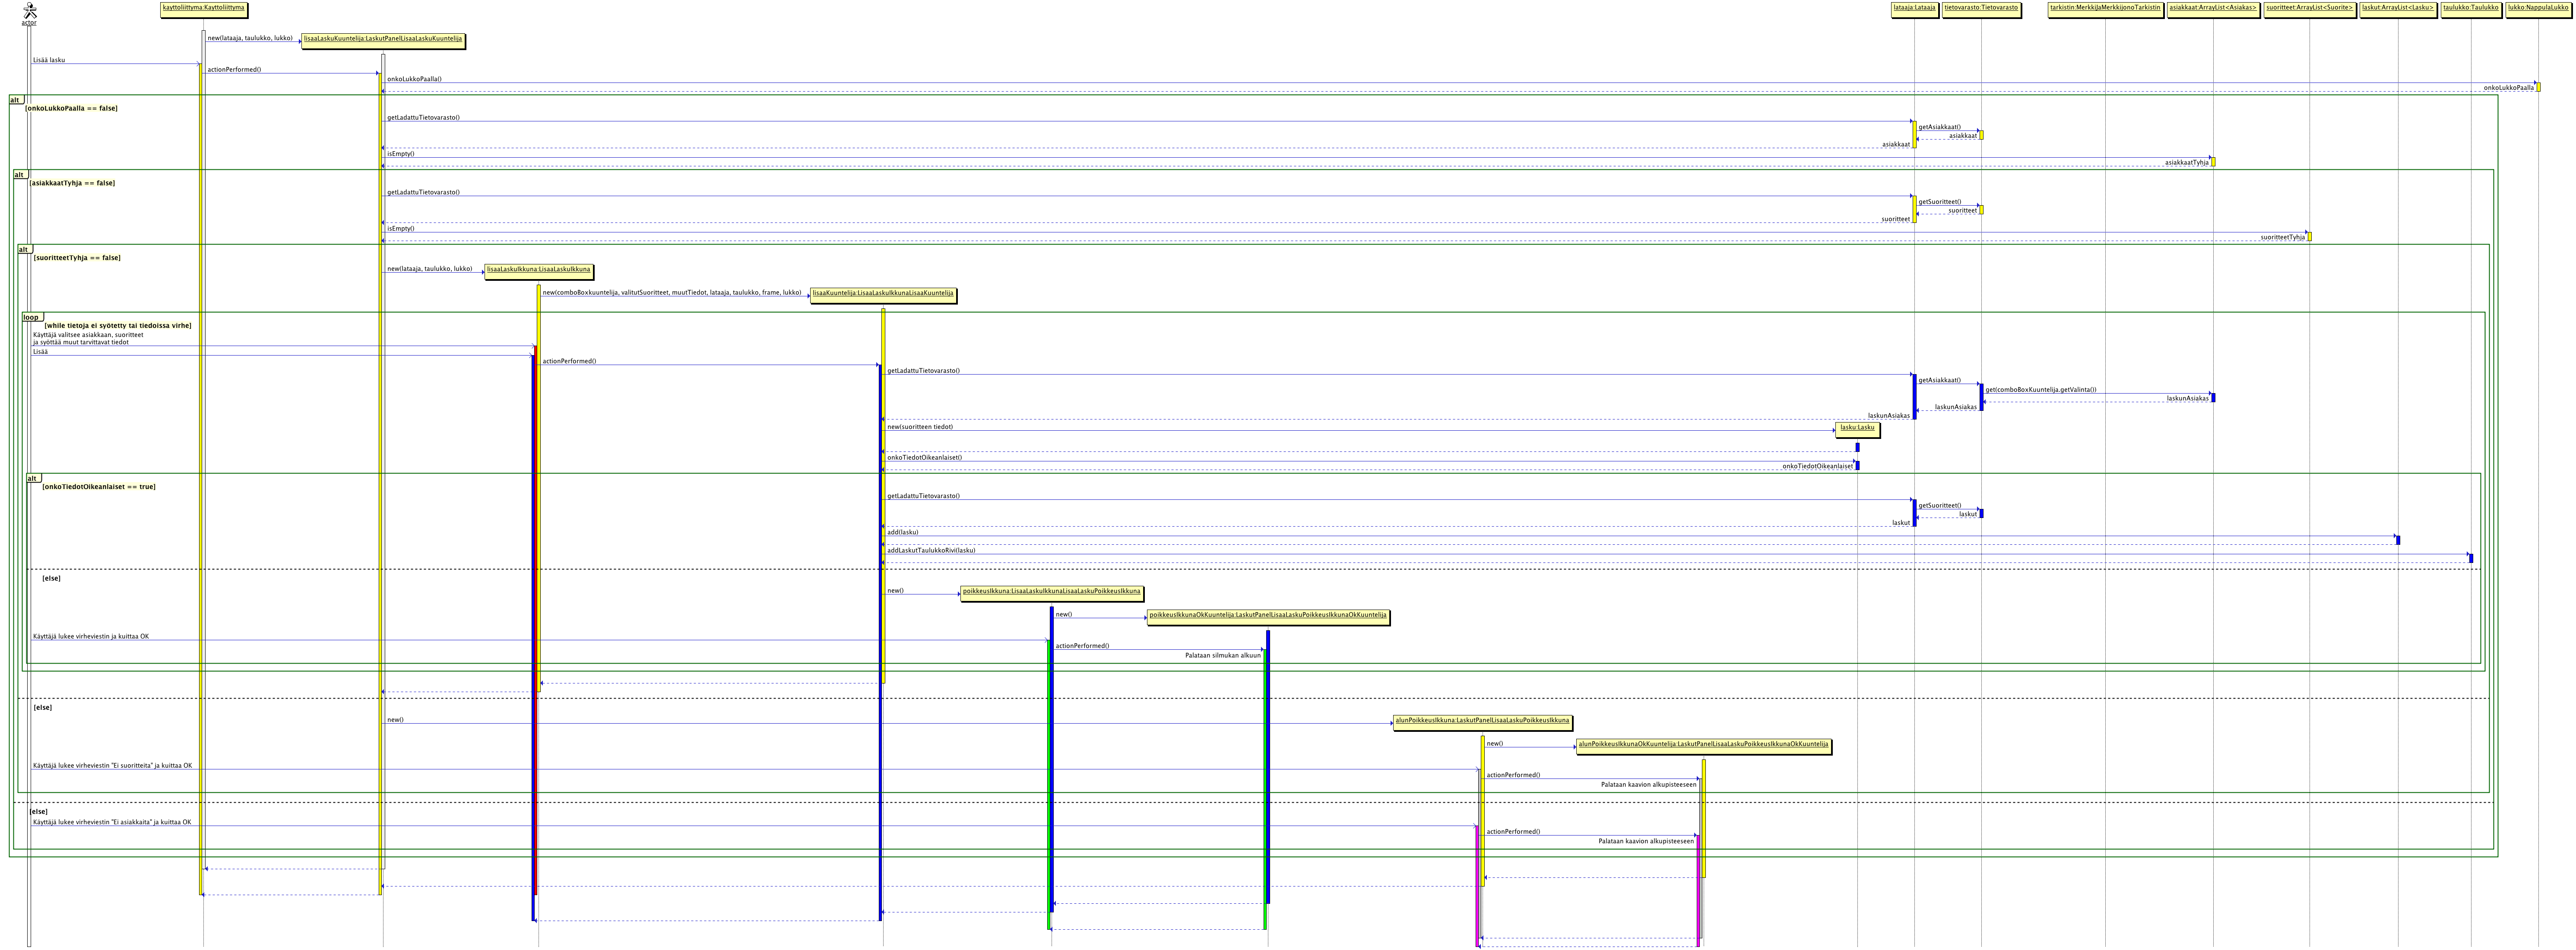 actor
kayttoliittyma:Kayttoliittyma
lataaja:Lataaja
tietovarasto:Tietovarasto
tarkistin:MerkkiJaMerkkijonoTarkistin
asiakkaat:ArrayList<Asiakas>
suoritteet:ArrayList<Suorite>
laskut:ArrayList<Lasku>
taulukko:Taulukko
lukko:NappulaLukko
new(lataaja, taulukko, lukko)
lisaaLaskuKuuntelija:LaskutPanelLisaaLaskuKuuntelija
Lisää lasku
actionPerformed()
onkoLukkoPaalla()
onkoLukkoPaalla
alt
[onkoLukkoPaalla == false]
getLadattuTietovarasto()
getAsiakkaat()
asiakkaat
asiakkaat
isEmpty()
asiakkaatTyhja
alt
[asiakkaatTyhja == false]
getLadattuTietovarasto()
getSuoritteet()
suoritteet
suoritteet
isEmpty()
suoritteetTyhja
alt
[suoritteetTyhja == false]
new(lataaja, taulukko, lukko)
lisaaLaskuIkkuna:LisaaLaskuIkkuna
new(comboBoxkuuntelija, valitutSuoritteet, muutTiedot, lataaja, taulukko, frame, lukko)
lisaaKuuntelija:LisaaLaskuIkkunaLisaaKuuntelija
loop
[while tietoja ei syötetty tai tiedoissa virhe]
Käyttäjä valitsee asiakkaan, suoritteet
ja syöttää muut tarvittavat tiedot
Lisää
actionPerformed()
getLadattuTietovarasto()
getAsiakkaat()
get(comboBoxKuuntelija.getValinta())
laskunAsiakas
laskunAsiakas
laskunAsiakas
new(suoritteen tiedot)
lasku:Lasku
onkoTiedotOikeanlaiset()
onkoTiedotOikeanlaiset
alt
[onkoTiedotOikeanlaiset == true]
getLadattuTietovarasto()
getSuoritteet()
laskut
laskut
add(lasku)
addLaskutTaulukkoRivi(lasku)
[else]
new()
poikkeusIkkuna:LisaaLaskuIkkunaLisaaLaskuPoikkeusIkkuna
new()
poikkeusIkkunaOkKuuntelija:LaskutPanelLisaaLaskuPoikkeusIkkunaOkKuuntelija
Käyttäjä lukee virheviestin ja kuittaa OK
actionPerformed()
Palataan silmukan alkuun
[else]
new()
alunPoikkeusIkkuna:LaskutPanelLisaaLaskuPoikkeusIkkuna
new()
alunPoikkeusIkkunaOkKuuntelija:LaskutPanelLisaaLaskuPoikkeusIkkunaOkKuuntelija
Käyttäjä lukee virheviestin "Ei suoritteita" ja kuittaa OK
actionPerformed()
Palataan kaavion alkupisteeseen
[else]
Käyttäjä lukee virheviestin "Ei asiakkaita" ja kuittaa OK
actionPerformed()
Palataan kaavion alkupisteeseen